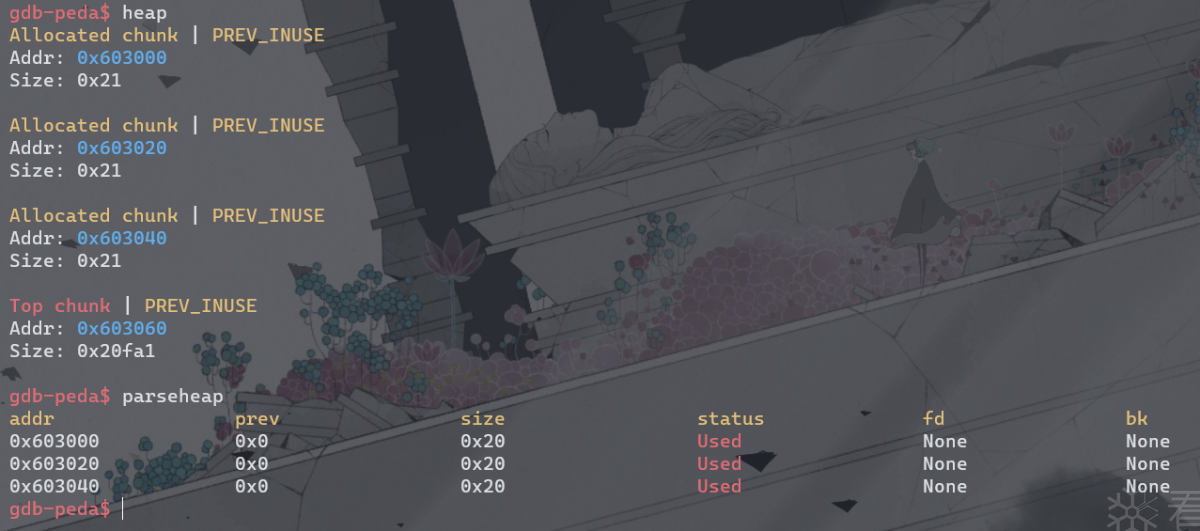 gdb-peda$ heap
Allocated chunk | PREV_INUSE
Addr: 0x603000
Size: 0x21
Allocated chunk | PREV_INUSE
Addr: 0x603020
Size: 0x21
Allocated chunk | PREV_INUSE
Addr: 0x603040
Size: 0x21
Top chunk | PREV_INUSE
Addr: 0x603060
Size: 0x20fa1
gdb-peda$ parseheap
addr prev size status fd bk
0x603000 0x0 0x20 Used None None
0x603020 0x0 0x20 Used None None
0x603040 0x0 0x20 Used None None
gdb-peda$
看